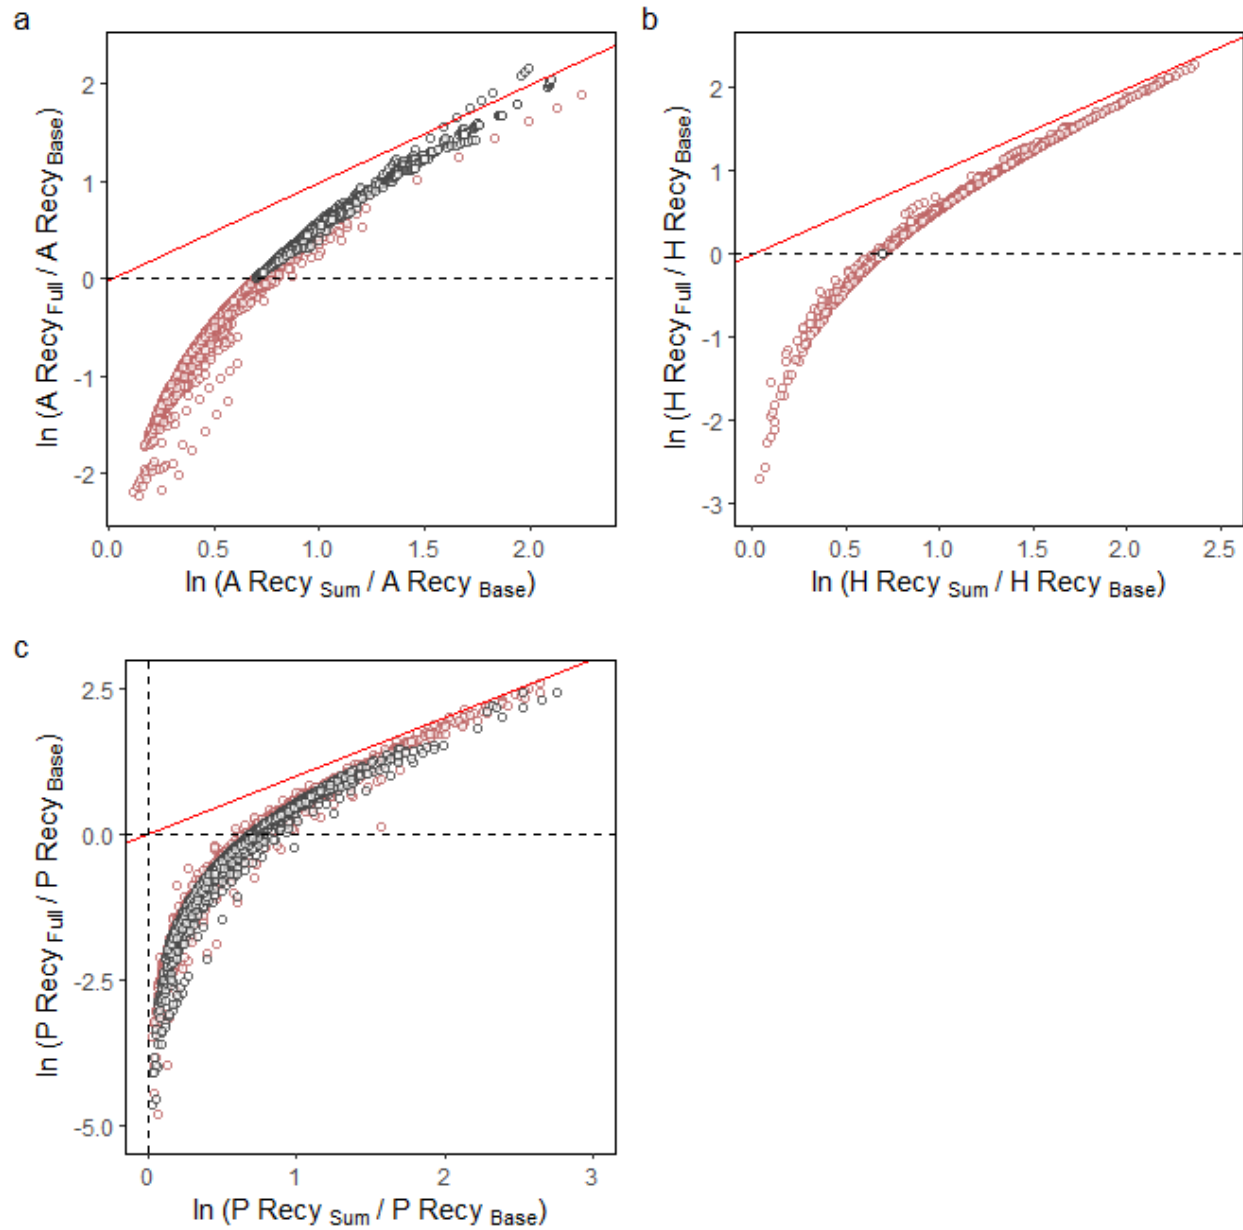 a
ln (A Recy Full / A Recy Base)
2
1
0
-1
-2
0.0 0.5 1.0 1.5 2.0
ln (A Recy Sum / A Recy Base)
b
ln (H Recy Full / H Recy Base)
2
1
0
-1
-2
-3
0.0 0.5 1.0 1.5 2.0 2.5
ln (H Recy Sum / H Recy Base)
c
ln (P Recy Full / P Recy Base)
2.5
0.0
-2.5
-5.0
0 1 2 3
ln (P Recy Sum / P Recy Base)